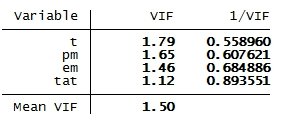 Variable VIF 1/VIF
t 1.79 0.558960
pm 1.65 0.607621
em 1.46 0.684886
tat 1.12 0.893551
Mean VIF 1.50